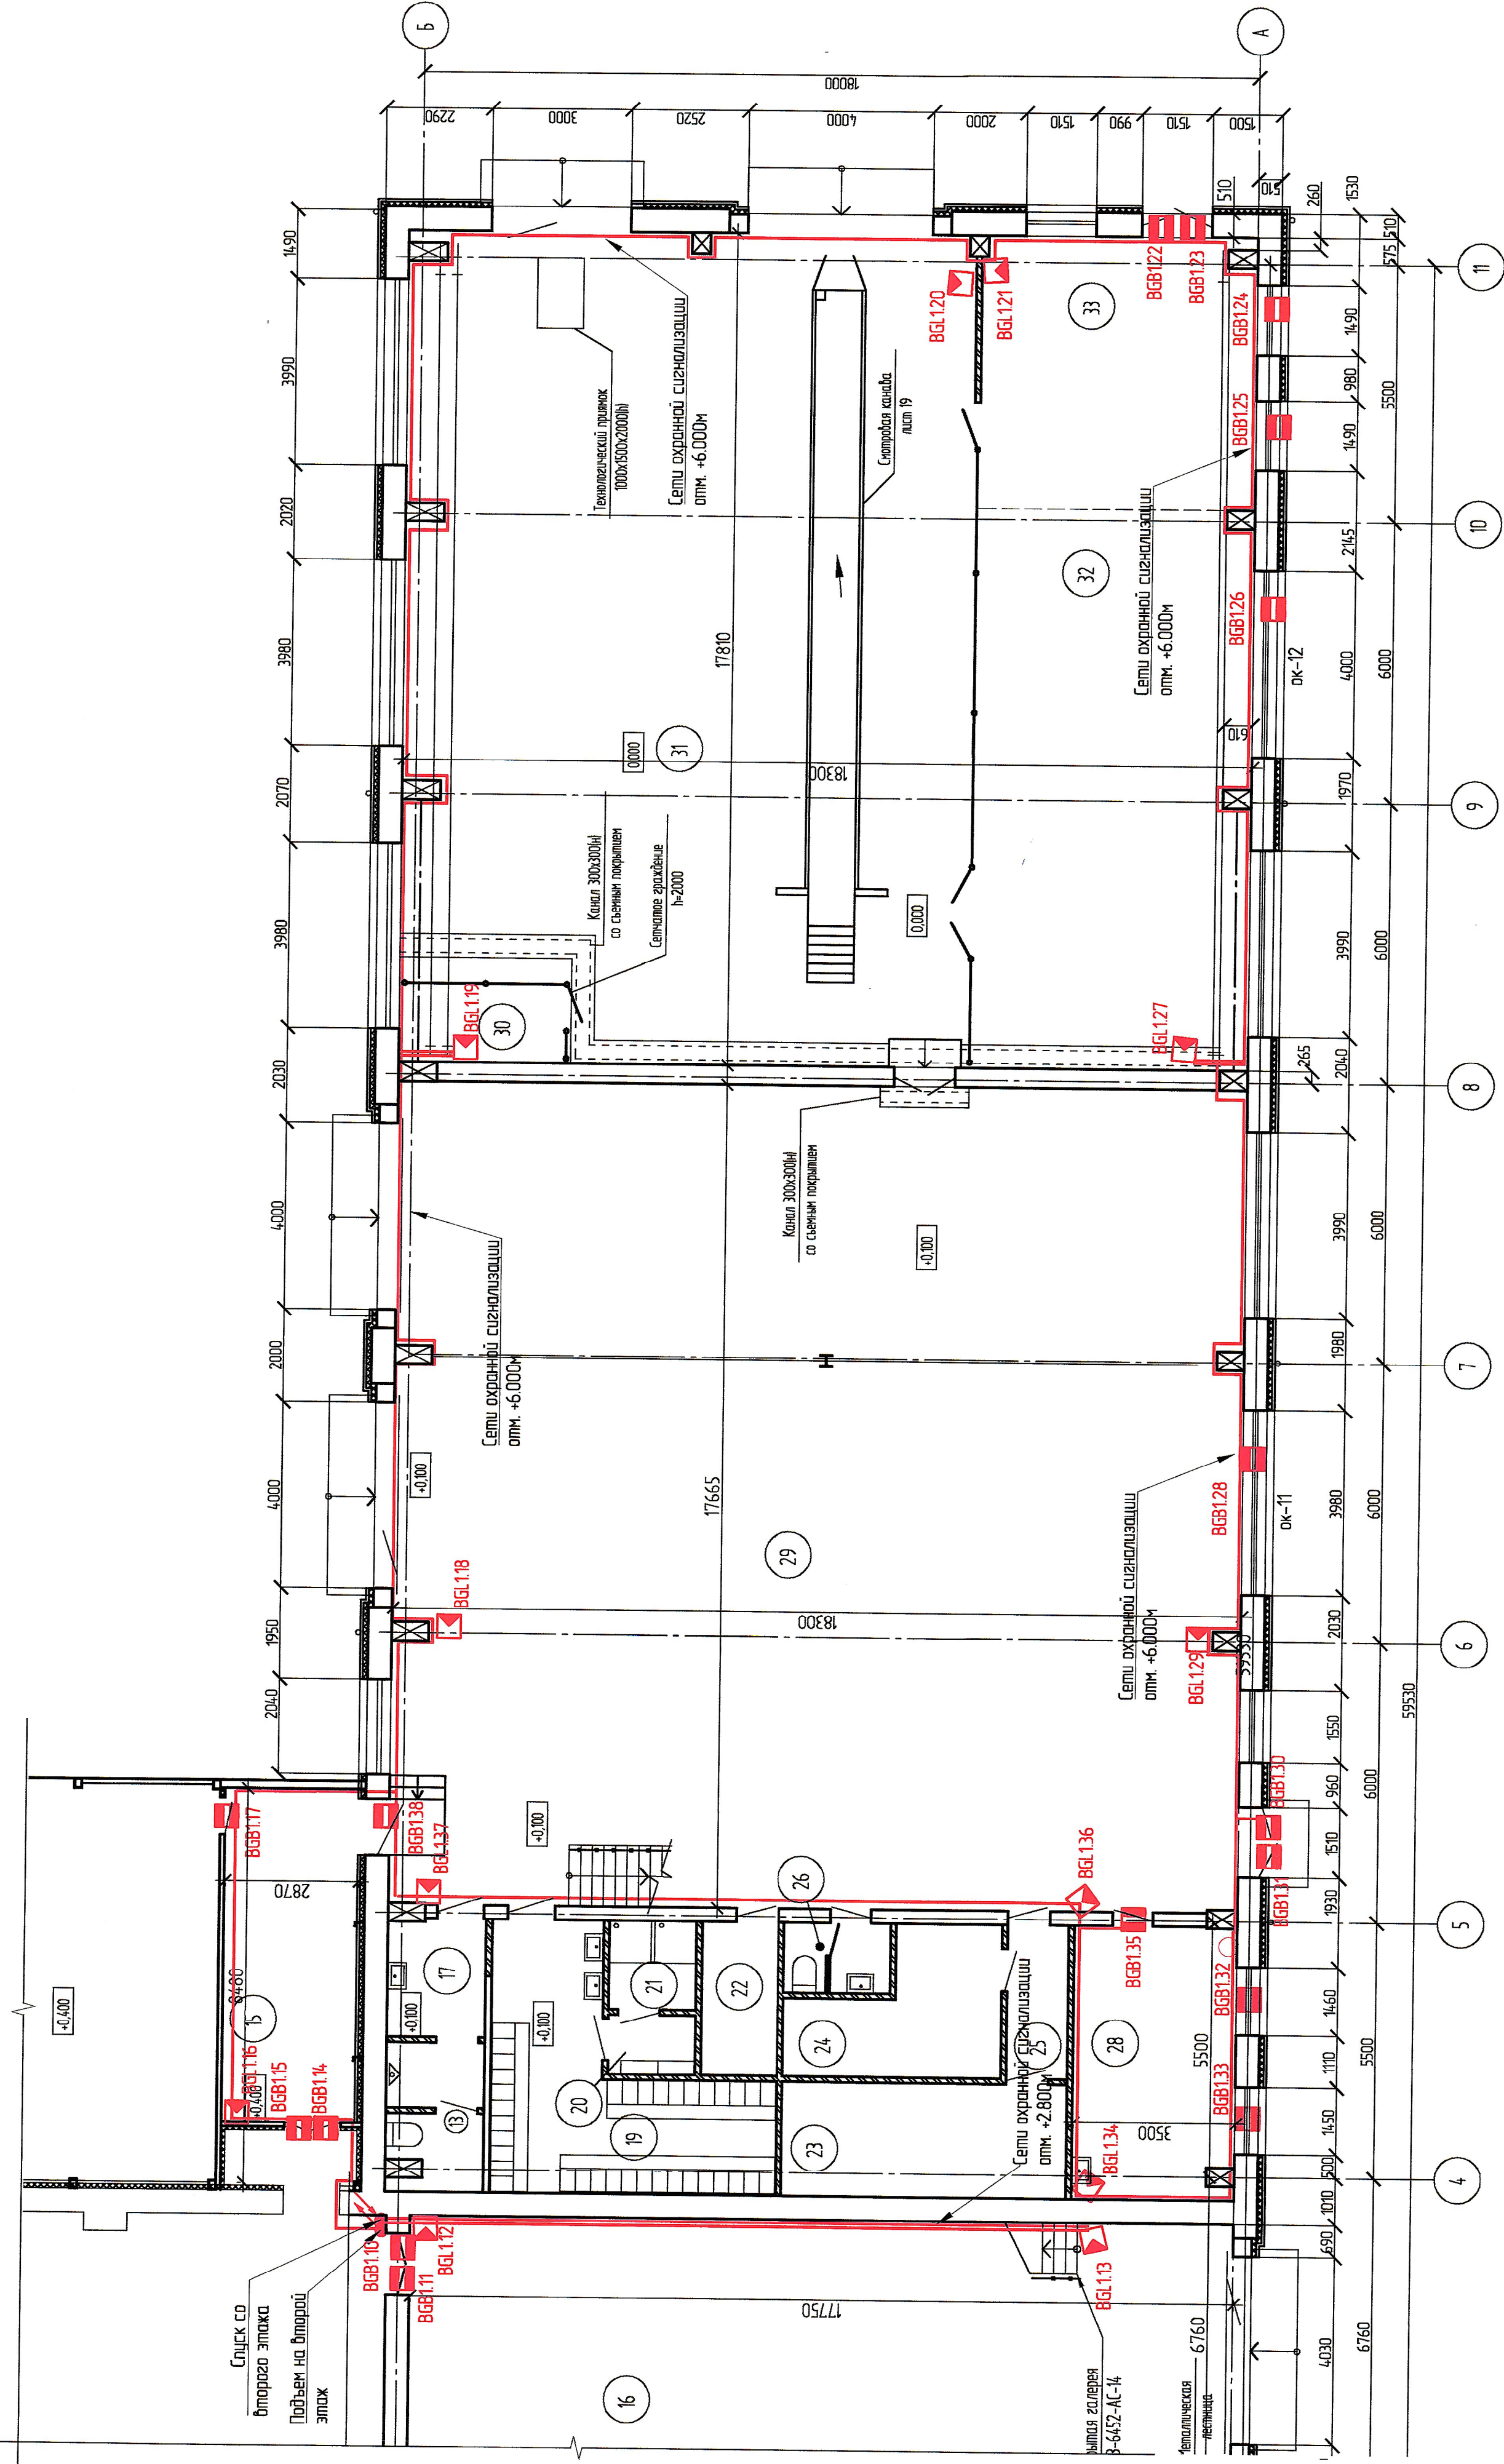 Б
А
18000
2290
3000
2520
4000
2000
1510
990
1510
1500
510
510
260
1530
510
575
1490
3990
2020
3980
2070
3980
2030
4000
2000
4000
1950
2040
11
10
9
8
7
6
5
4
1490
980
1490
2145
4000
1970
3990
2040
265
3990
1980
3980
2030
1550
960
1510
1930
1460
1110
1450
500
1010
690
4030
5500
6000
6000
6000
6000
6000
5500
6760
59530
59530
Технологический приямок
1000х1500х2000(h)
Сети охранной сигнализации
отм. +6.000м
Смотровая канава
лист 19
BGL1.20
BGL1.21
33
BGB1.22
BGB1.23
BGB1.24
BGB1.25
Сети охранной сигнализации
отм. +6.000м
32
BGB1.26
ок-12
17810
0,000
31
18300
610
Канал 300х300(н)
со съемным покрытием
Сетчатое граждение
h=2000
0,000
BGL1.19
30
BGL1.27
Канал 300х300(н)
со съемным покрытием
+0,100
Сети охранной сигнализации
отм. +6.000м
+0,100
17665
29
BGB1.28
ок-11
Сети охранной сигнализации
отм. +6.000м
BGL1.18
18300
BGL1.29
BGB1.17
BGB1.38
BGL1.37
+0,100
2870
BGL1.36
BGB1.30
BGB1.31
26
+0,400
15
17
+0,100
+0,100
21
22
24
25
28
BGB1.35
BGB1.32
5500
BGL1.16
+0,400
BGB1.15
BGB1.14
13
20
19
23
Сети охранной сигнализации
отм. +2.800м
BGL1.34
3500
BGB1.33
BGB1.10
BGB1.11
BGL1.12
BGL1.13
Спуск со
второго этажа
Подъем на второй
этаж
17750
16
рытая галерея
3-6452-АС-14
Металлическая
лестница
6760